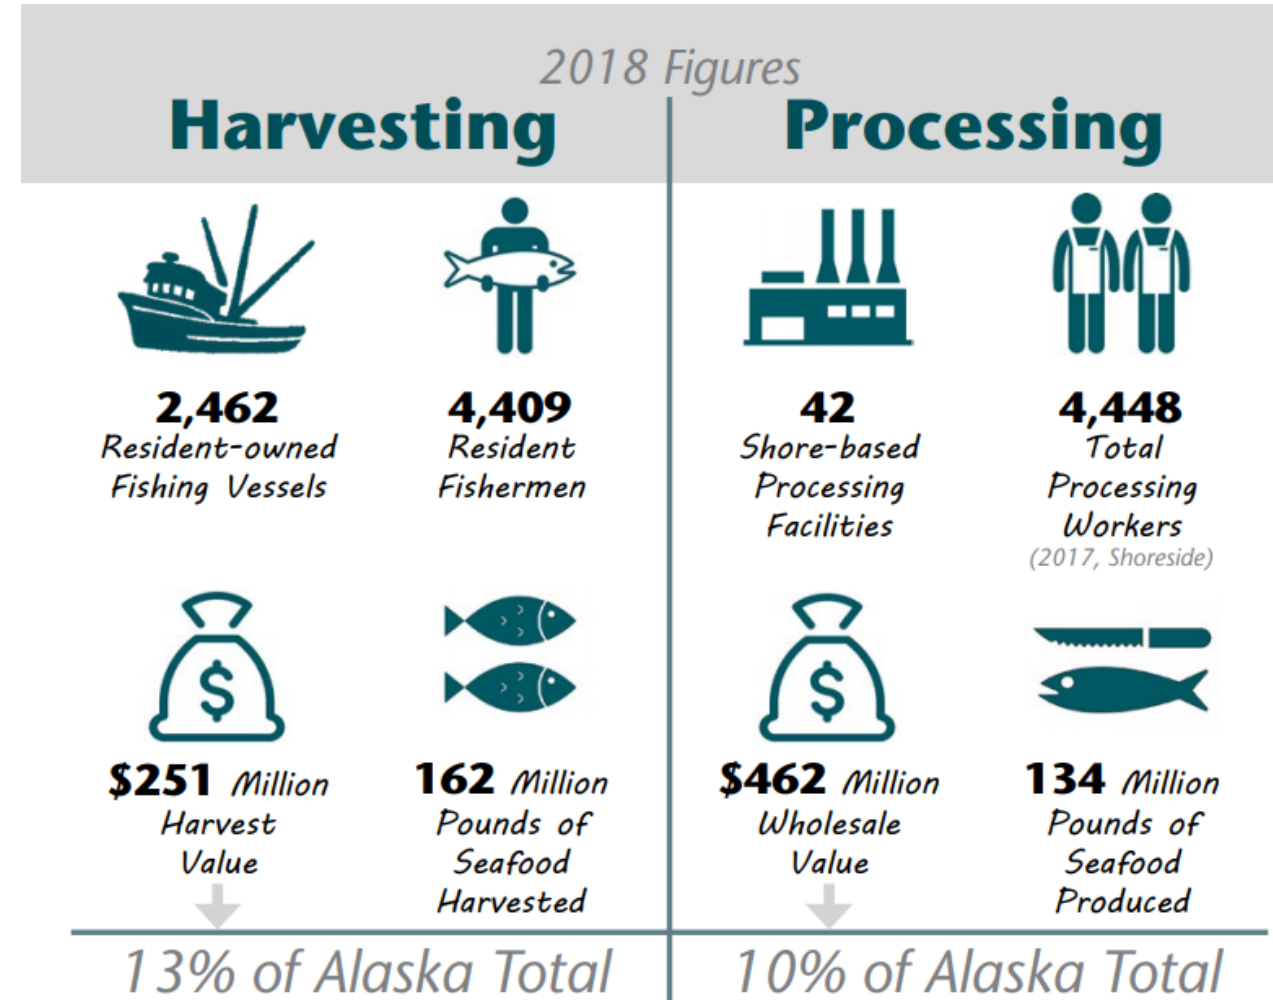 2018 Figures
Harvesting
Processing
2,462
Resident-owned
Fishing Vessels
4,409
Resident
Fishermen
42
Shore-based
Processing
Facilities
4,448
Total
Processing
Workers
(2017, Shoreside)
$
$251 Million
Harvest
Value
162 Million
Pounds of
Seafood
Harvested
$
$462 Million
Wholesale
Value
134 Million
Pounds of
Seafood
Produced
13% of Alaska Total
10% of Alaska Total